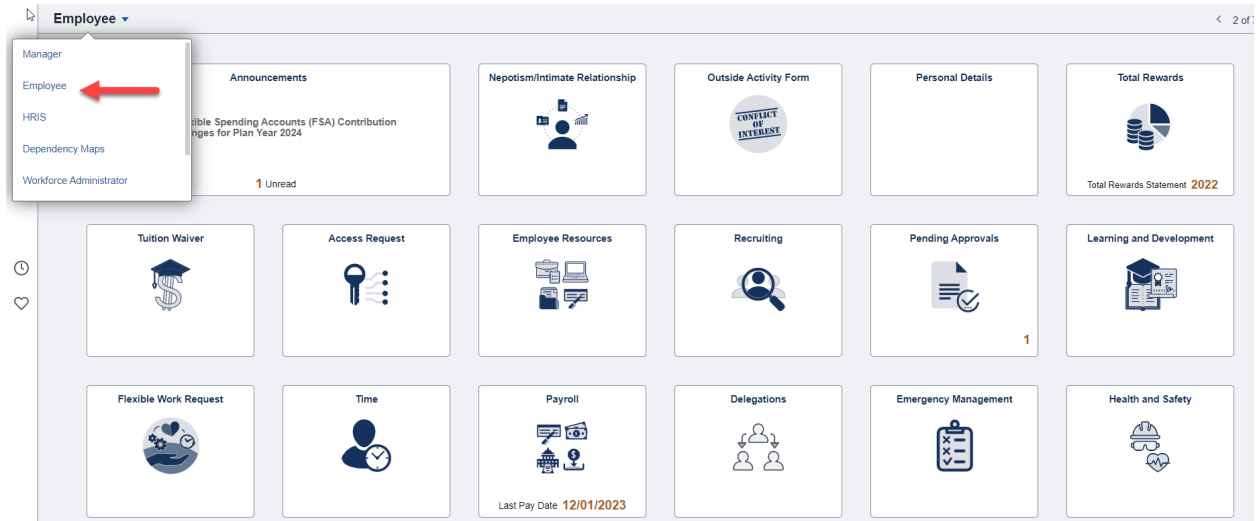 Employee
2 of 7
Manager
Employee
HRIS
Dependency Maps
Workforce Administrator
Announcements
Spending Accounts (FSA) Contribution
for Plan Year 2024
1 Unread
Nepotism/Intimate Relationship
Outside Activity Form
CONFLICT
OF
INTEREST
Personal Details
Total Rewards
Total Rewards Statement 2022
Tuition Waiver
Access Request
Employee Resources
Recruiting
Pending Approvals
1
Learning and Development
Flexible Work Request
Time
Payroll
Last Pay Date 12/01/2023
Delegations
Emergency Management
Health and Safety